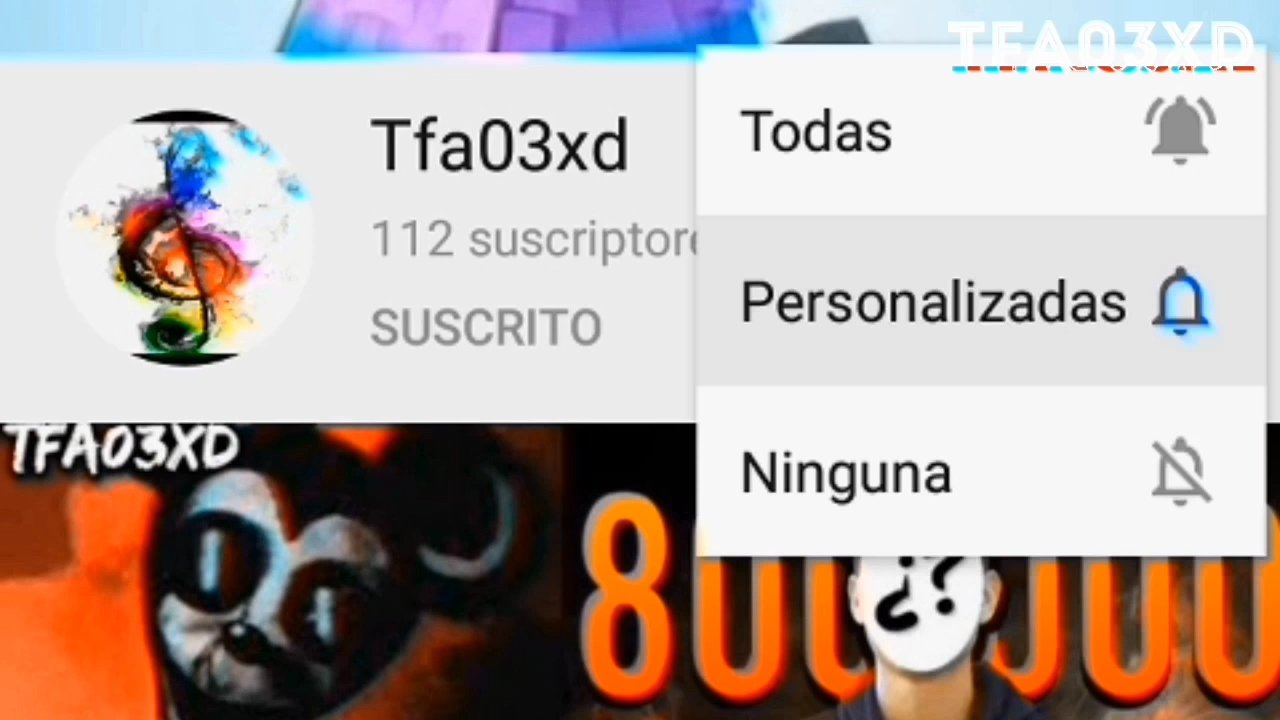 TFA03XD
Tfa03xd
112 suscriptore
SUSCRITO
Todas
Personalizadas
Ninguna
TFA03XD
¿?